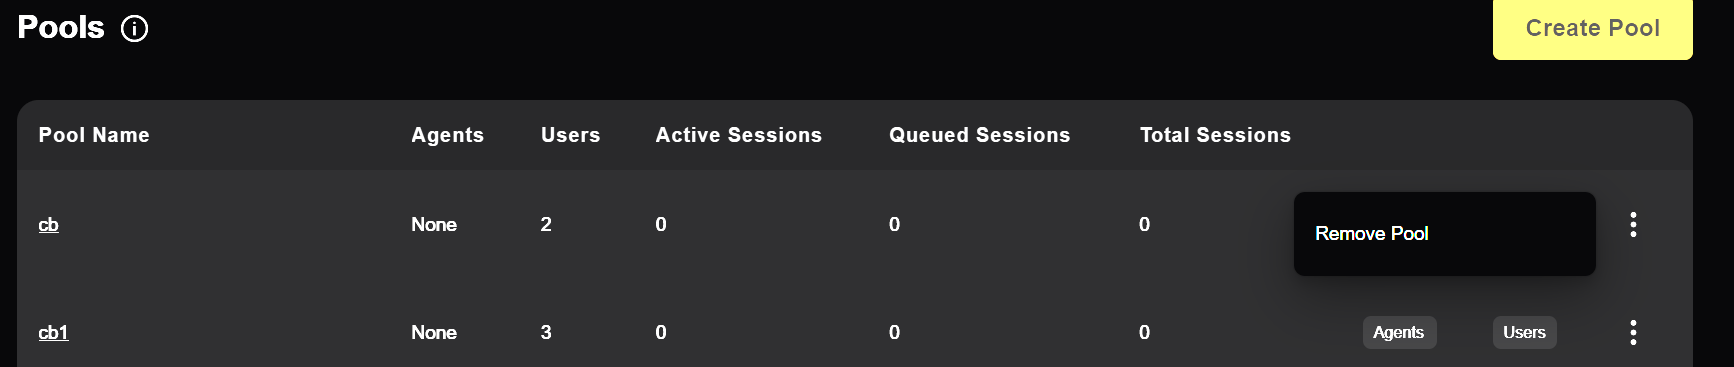 Pools
Create Pool
Pool Name Agents Users Active Sessions Queued Sessions Total Sessions
cb None 2 0 0 0
Remove Pool
cb1 None 3 0 0 0 Agents Users